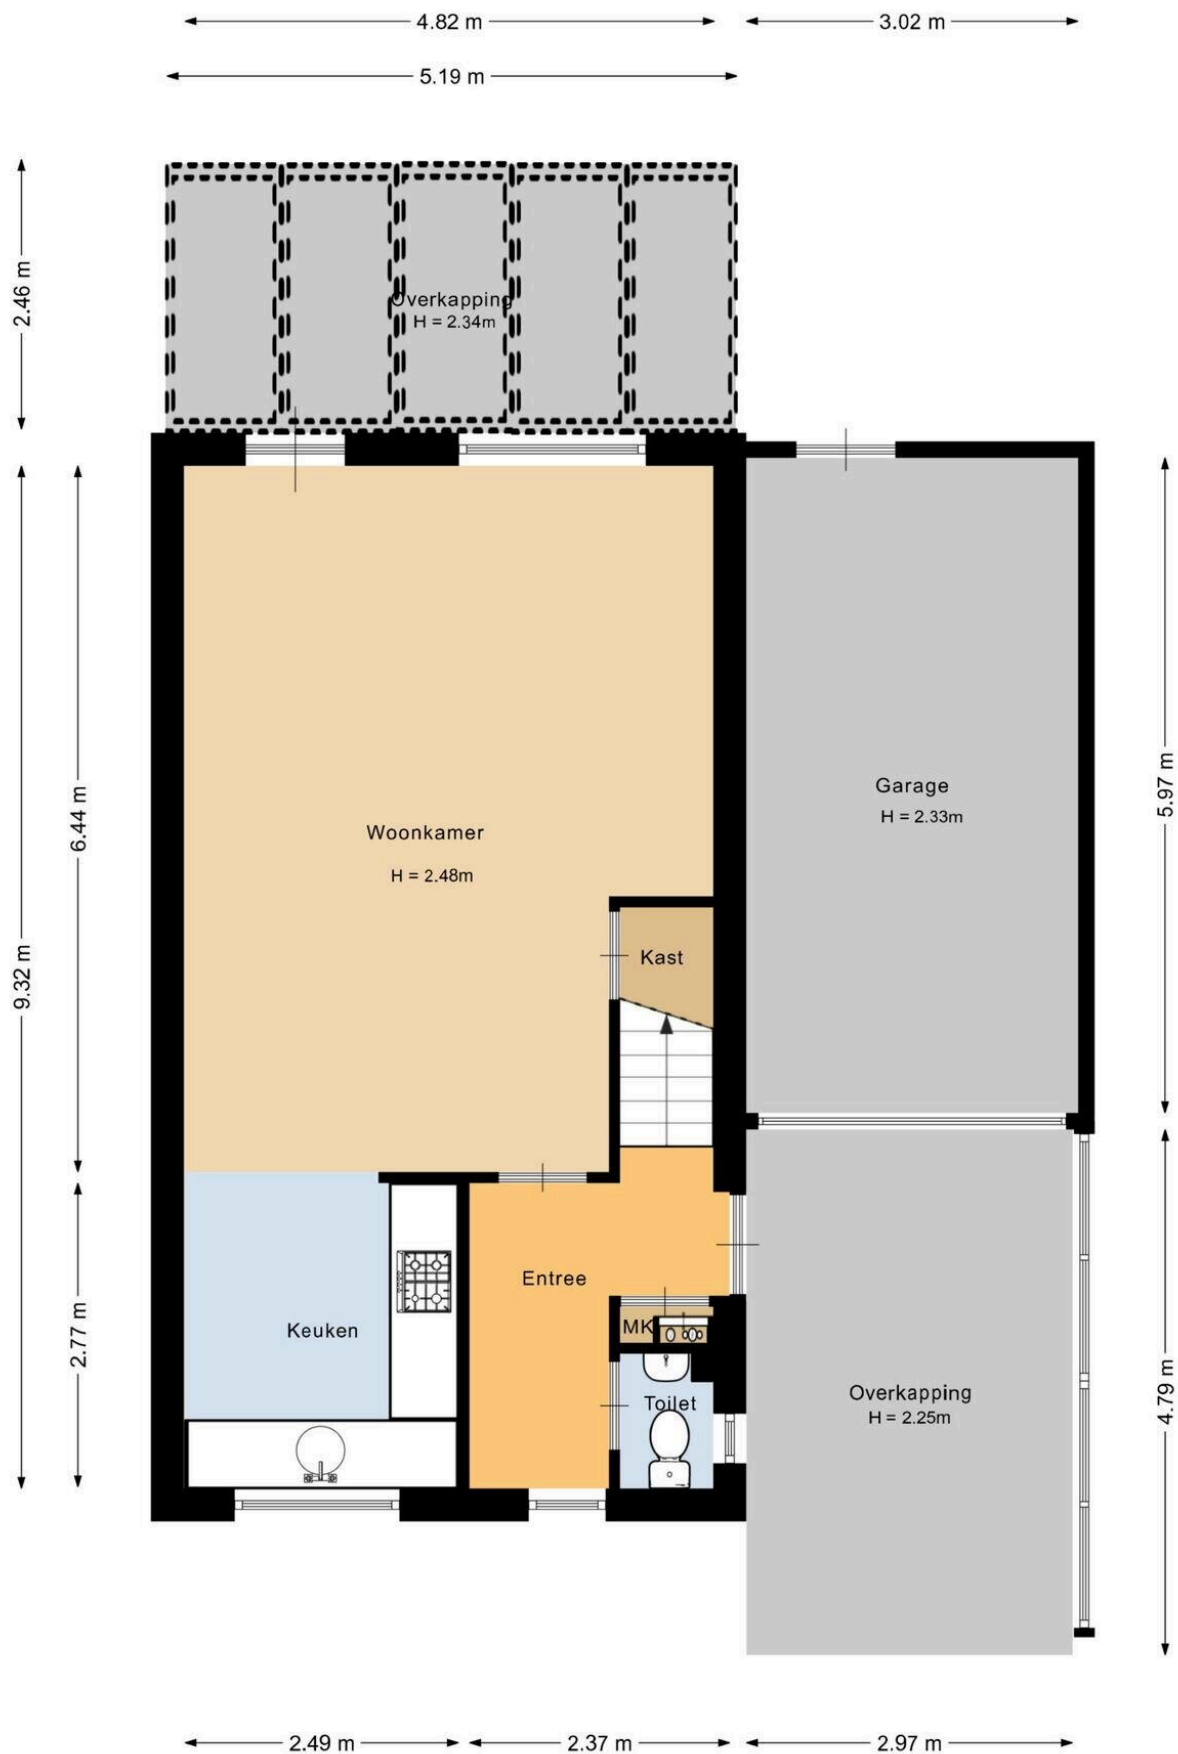 4.82 m
3.02 m
5.19 m
2.46 m
Overkapping
H = 2.34m
9.32 m
6.44 m
5.97 m
Garage
H = 2.33m
Woonkamer
H = 2.48m
Kast
Entree
MK
Keuken
2.77 m
Toilet
Overkapping
H = 2.25m
4.79 m
2.49 m
2.37 m
2.97 m